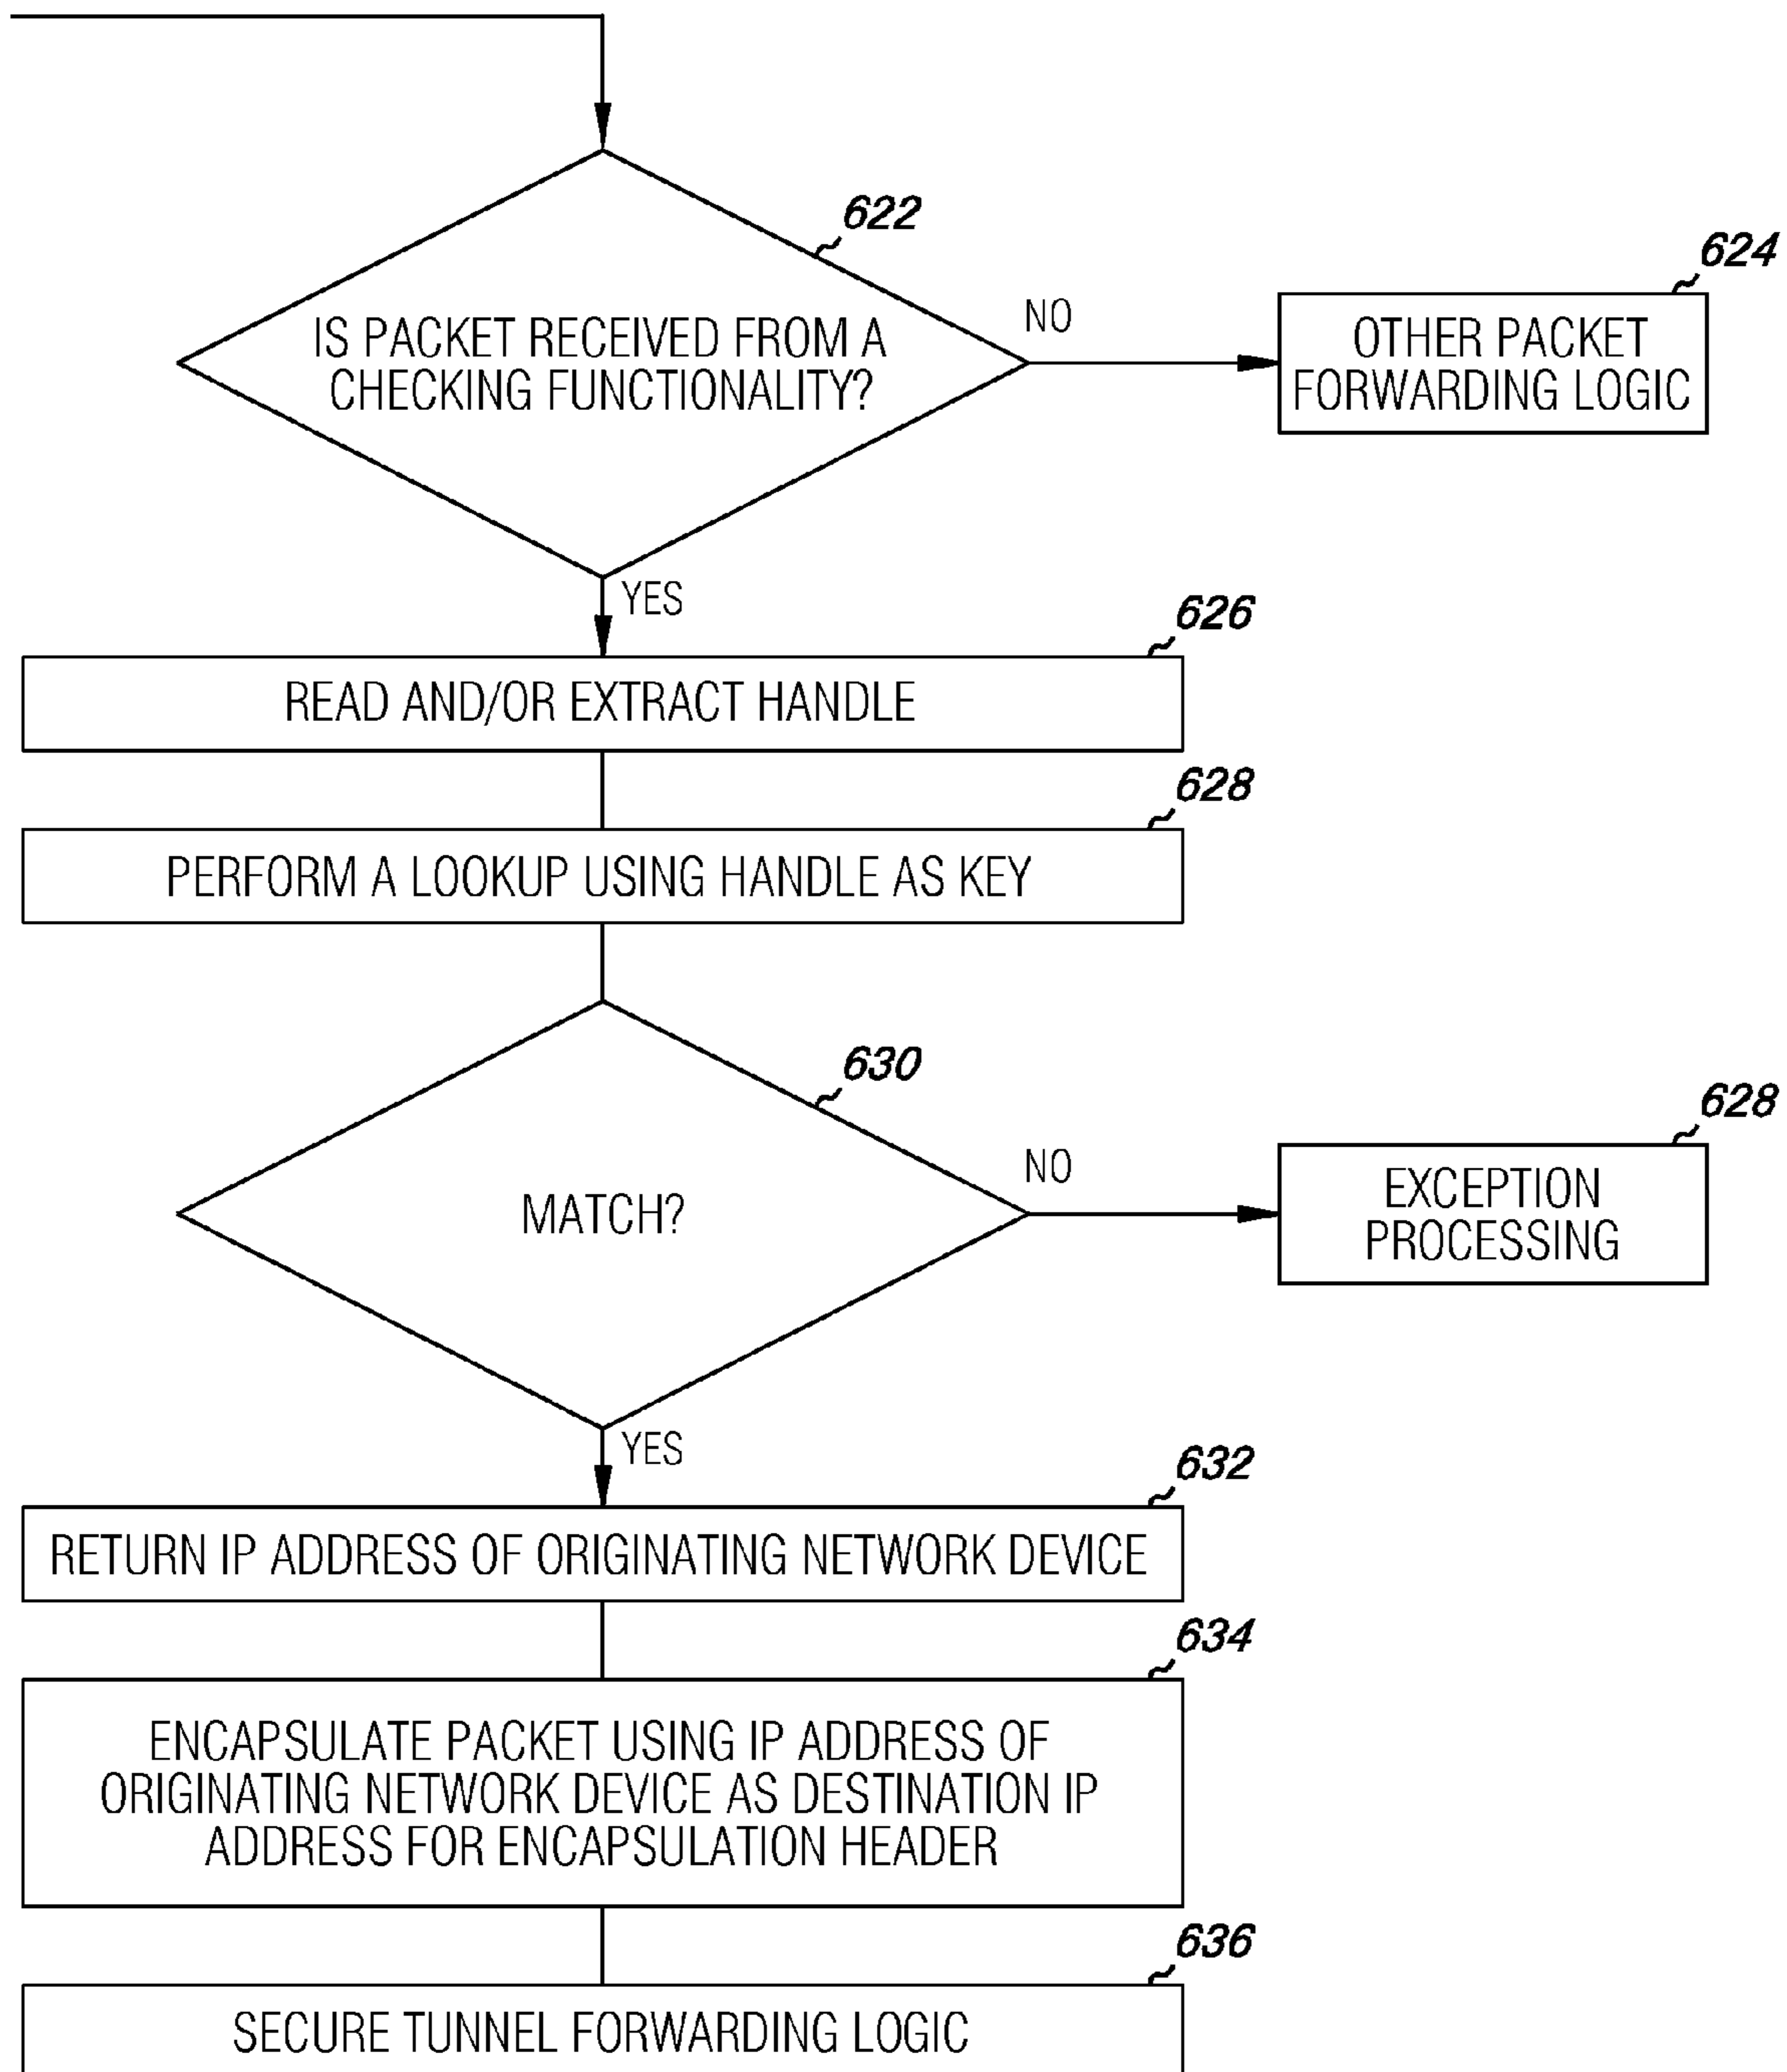 622
IS PACKET RECEIVED FROM A
CHECKING FUNCTIONALITY?
NO
624
OTHER PACKET
FORWARDING LOGIC
YES
626
READ AND/OR EXTRACT HANDLE
628
PERFORM A LOOKUP USING HANDLE AS KEY
630
MATCH?
NO
628
EXCEPTION
PROCESSING
YES
632
RETURN IP ADDRESS OF ORIGINATING NETWORK DEVICE
634
ENCAPSULATE PACKET USING IP ADDRESS OF
ORIGINATING NETWORK DEVICE AS DESTINATION IP
ADDRESS FOR ENCAPSULATION HEADER
636
SECURE TUNNEL FORWARDING LOGIC